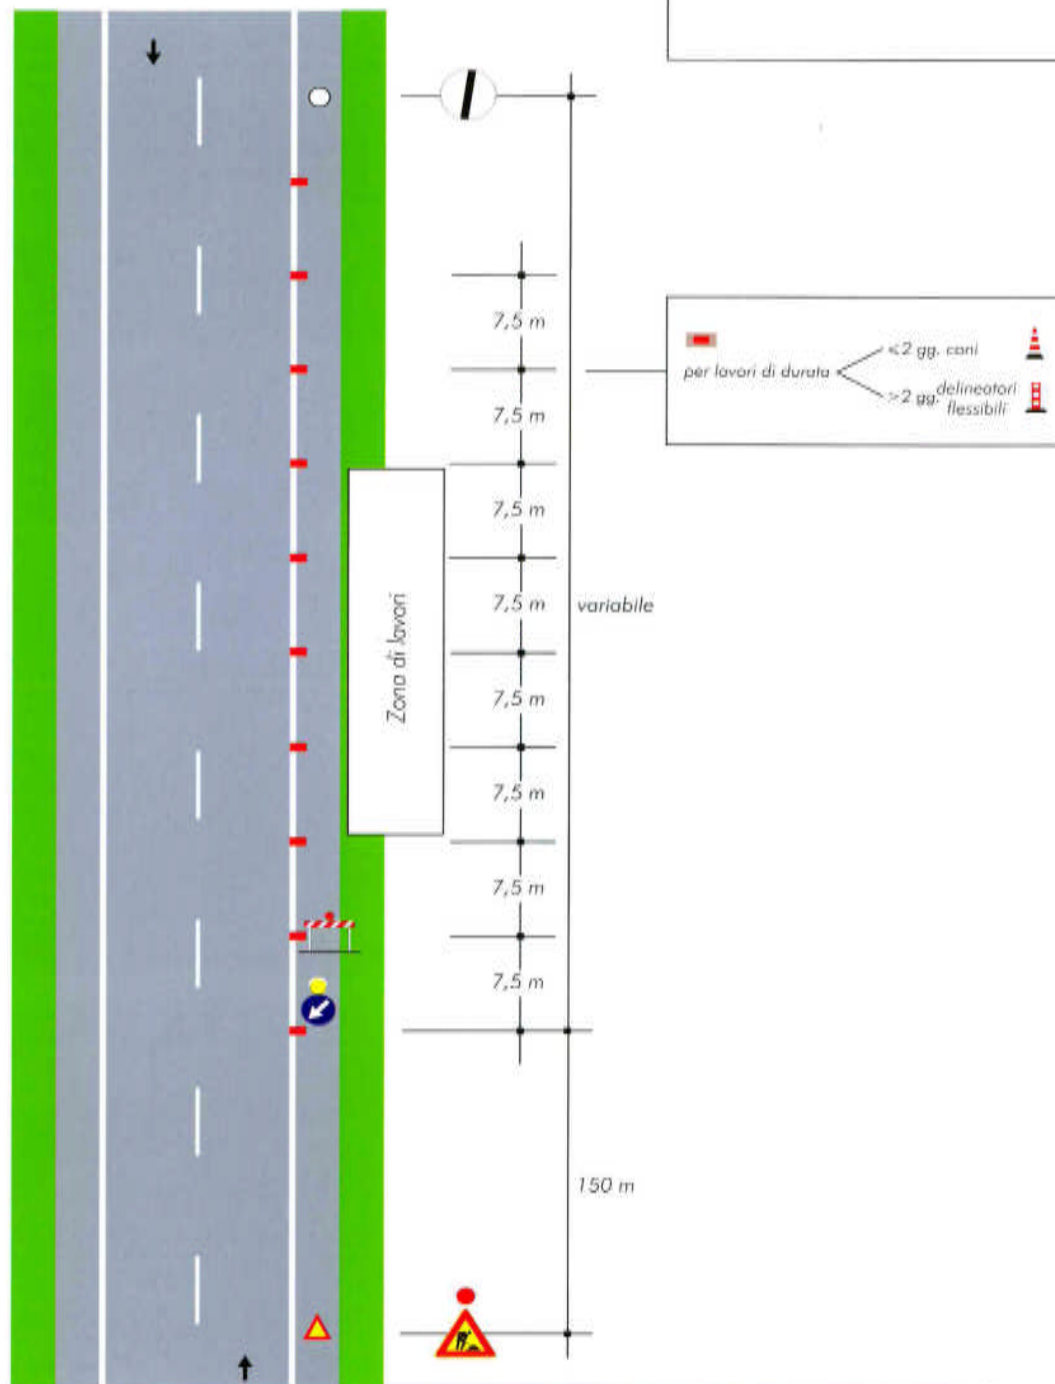 7,5 m
per lavori di durata
≤2 gg. coni
>2 gg. delineatori
flessibili
7,5 m
7,5 m
Zona di lavori
7,5 m
variabile
7,5 m
7,5 m
7,5 m
7,5 m
150 m